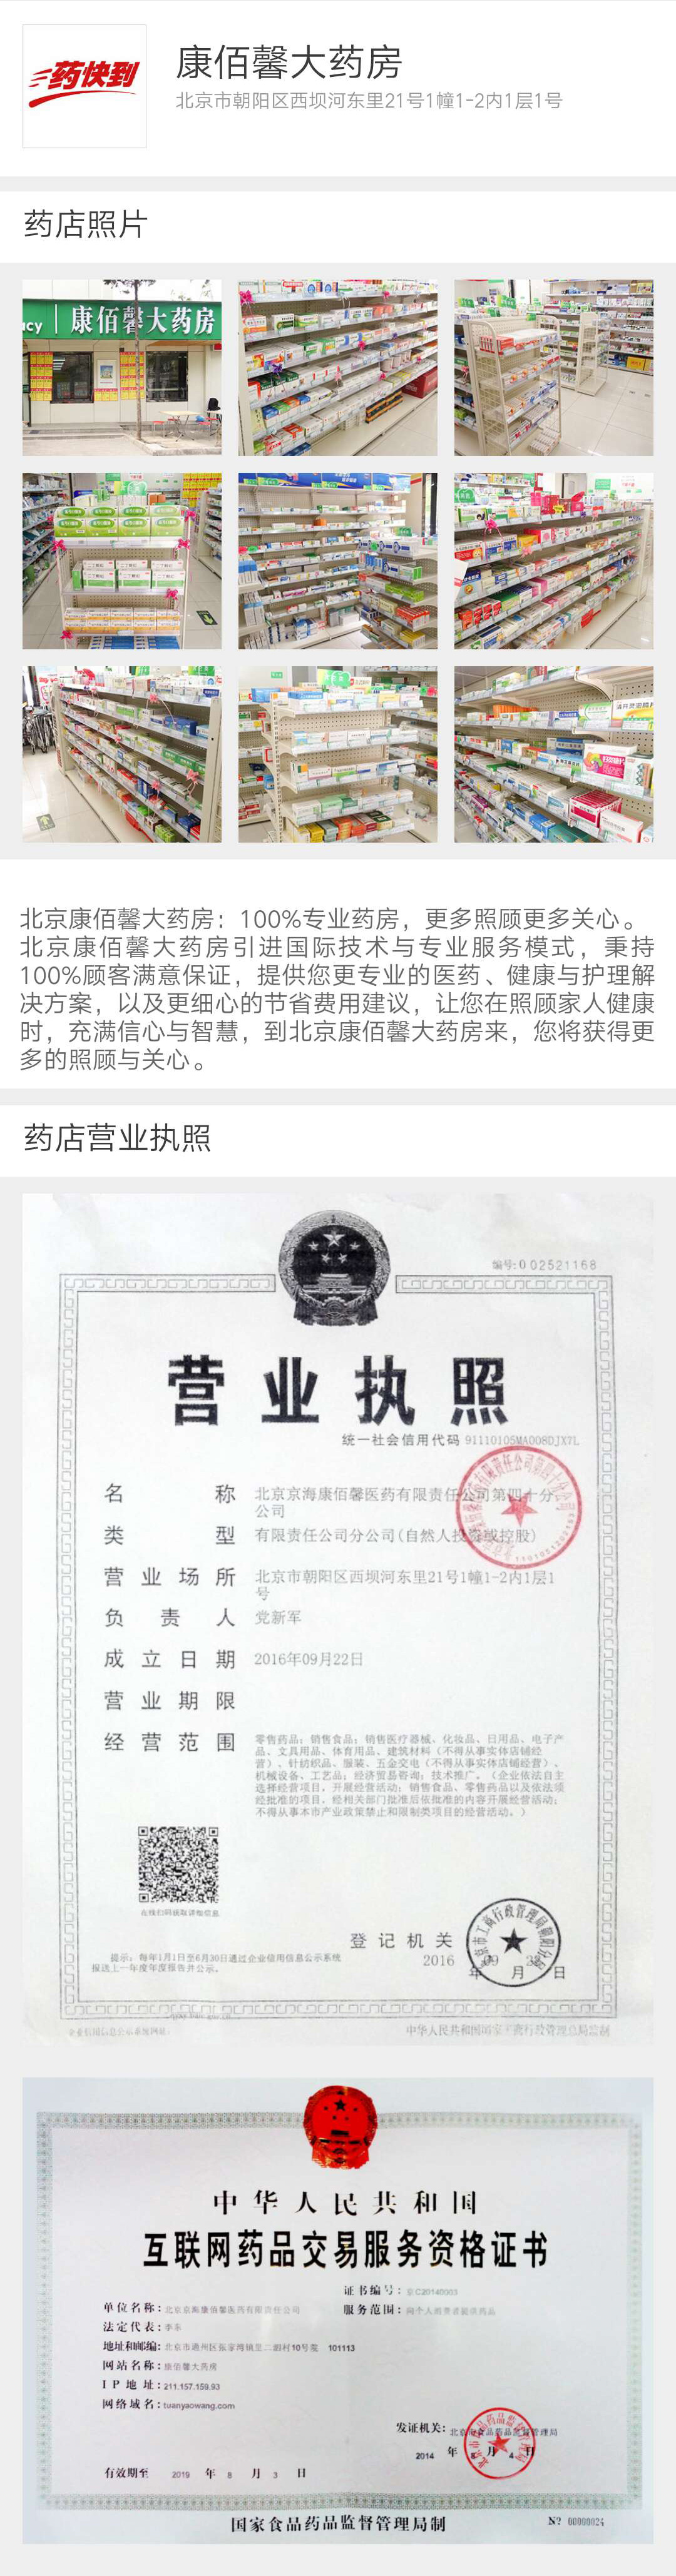 药快到
康佰馨大药房
北京市朝阳区西坝河东里21号1幢1-2内1层1号
药店照片
acy 康佰馨大药房
北京康佰馨大药房：100%专业药房，更多照顾更多关心。
北京康佰馨大药房引进国际技术与专业服务模式，秉持
100%顾客满意保证，提供您更专业的医药、健康与护理解
决方案，以及更细心的节省费用建议，让您在照顾家人健康
时，充满信心与智慧，到北京康佰馨大药房来，您将获得更
多的照顾与关心。
药店营业执照
编号:0 02521168
营业执照
统一社会信用代码 91110105MA008DJX7L
名称 北京京海康佰馨医药有限责任公司第四十分
公司
类型 有限责任公司分公司(自然人投资或控股)
营业场所 北京市朝阳区西坝河东里21号1幢1-2内1层1
号
负责人 党新军
成立日期 2016年09月22日
营业期限
经营范围 零售药品；销售食品；销售医疗器械、化妆品、日用品、电子产
品、文具用品、体育用品、建筑材料（不得从事实体店铺经
营）、针纺织品、服装、五金交电（不得从事实体店铺经营）、
机械设备、工艺品；经济贸易咨询；技术推广。（企业依法自主
选择经营项目，开展经营活动；销售食品、零售药品以及依法须
经批准的项目，经相关部门批准后依批准的内容开展经营活动；
不得从事本市产业政策禁止和限制类项目的经营活动。）
在线扫码获取详细信息
登记机关
2016年09月 日
提示：每年1月1日至6月30日通过企业信用信息公示系统
报送上一年度年度报告并公示。
企业信用信息公示系统网址：
中华人民共和国国家工商行政管理总局监制
中华人民共和国
互联网药品交易服务资格证书
证书编号：京C20140003
单位名称：北京京海康佰馨医药有限责任公司
服务范围：向个人消费者提供药品
法定代表：李东
地址和邮编：北京市通州区张家湾镇里二泗村10号院 101113
网站名称：康佰馨大药房
IP地址：211.157.159.93
网络域名：tuanyaowang.com
发证机关：北京市食品药品监督管理局
2014 年 8 月 4 日
有效期至 2019 年 8 月 3 日
国家食品药品监督管理局制
№ 00000024